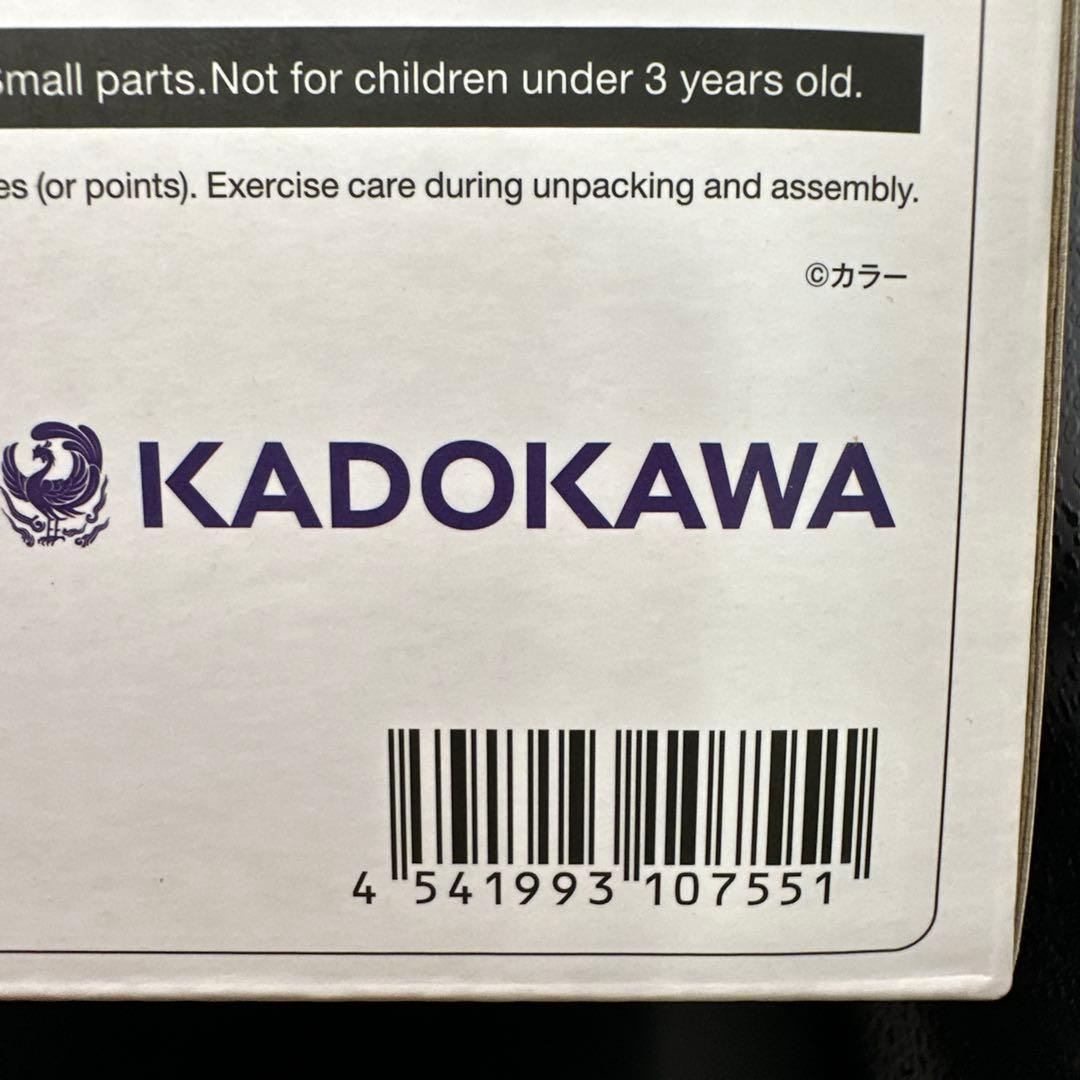 Small parts.Not for children under 3 years old.
es (or points). Exercise care during unpacking and assembly.
©カラー
KADOKAWA
4 541993 107551